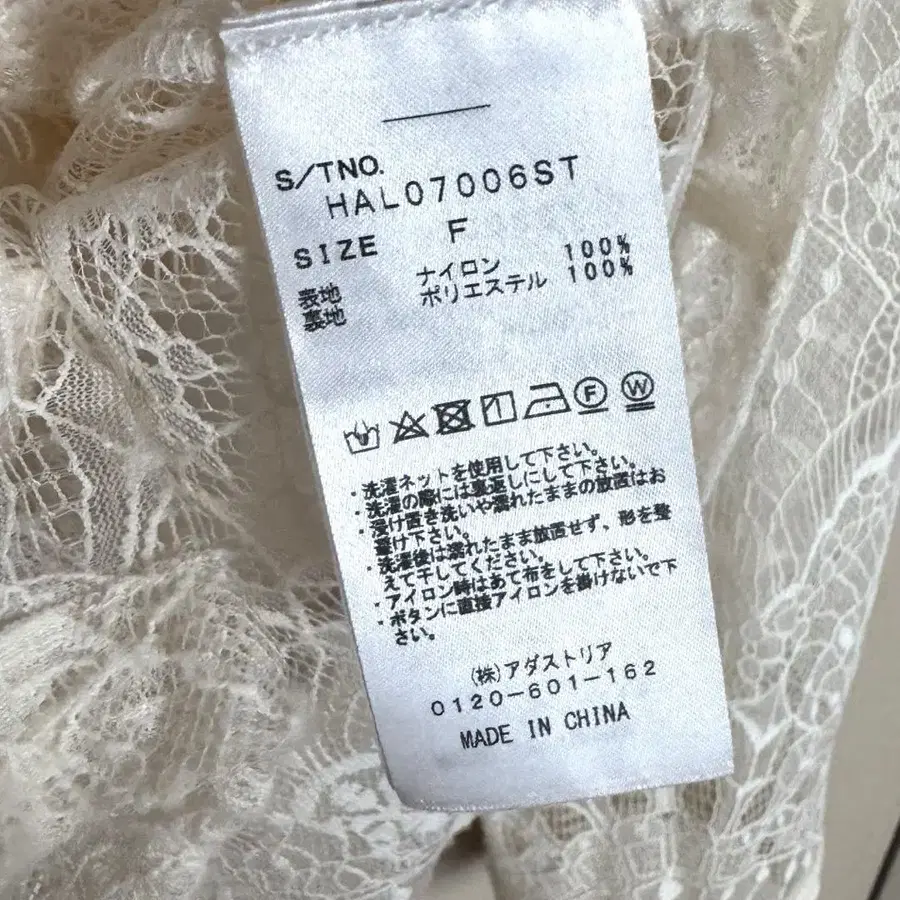 S/TNO.
HAL07006ST
SIZE F
表地 ナイロン 100%
裏地 ポリエステル 100%
F W
・洗濯ネットを使用して下さい。
・洗濯の際には裏返しにして下さい。
・浸け置き洗いや濡れたままの放置はお
避け下さい。
・洗濯後は濡れたまま放置せず、形を整
えて干してください。
・アイロン時はあて布をして下さい。
・ボタンに直接アイロンを掛けないで下
さい。
(株)アダストリア
0120-601-162
MADE IN CHINA